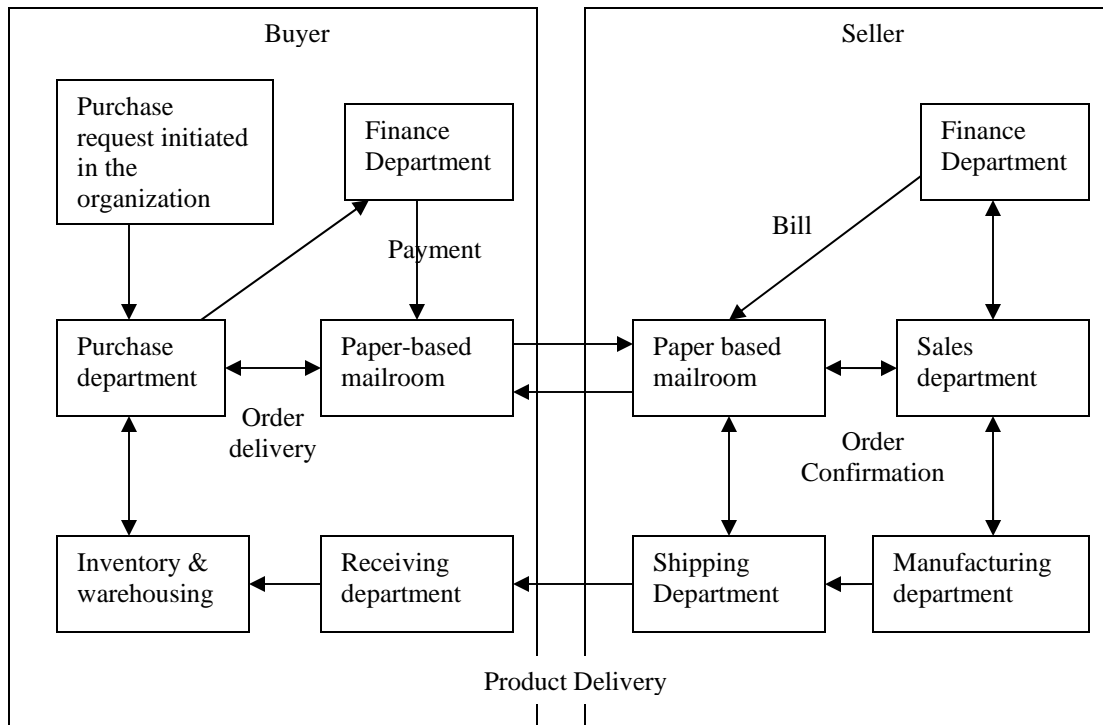 Buyer
Purchase
request initiated
in the
organization
Finance
Department
Payment
Purchase
department
Paper-based
mailroom
Order
delivery
Inventory &
warehousing
Receiving
department
Seller
Finance
Department
Bill
Paper based
mailroom
Sales
department
Order
Confirmation
Shipping
Department
Manufacturing
department
Product Delivery